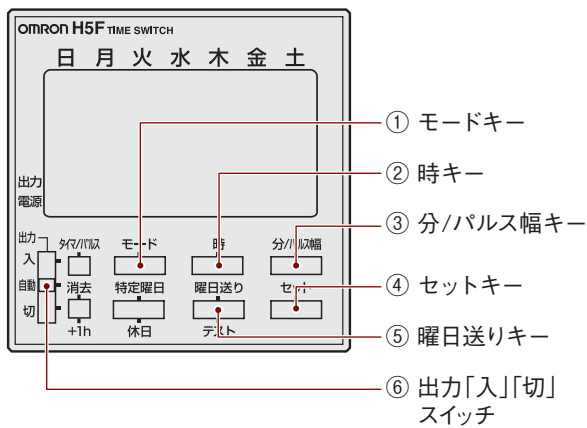 OMRON H5F TIME SWITCH
日 月 火 水 木 金 土
① モードキー
② 時キー
出力
電源
③ 分/パルス幅キー
出力
タイマ/パルス モード 時 分/パルス幅
入
④ セットキー
自動 消去 特定曜日 曜日送り セット
切
+1h 休日 テスト
⑤ 曜日送りキー
⑥ 出力「入」「切」
スイッチ